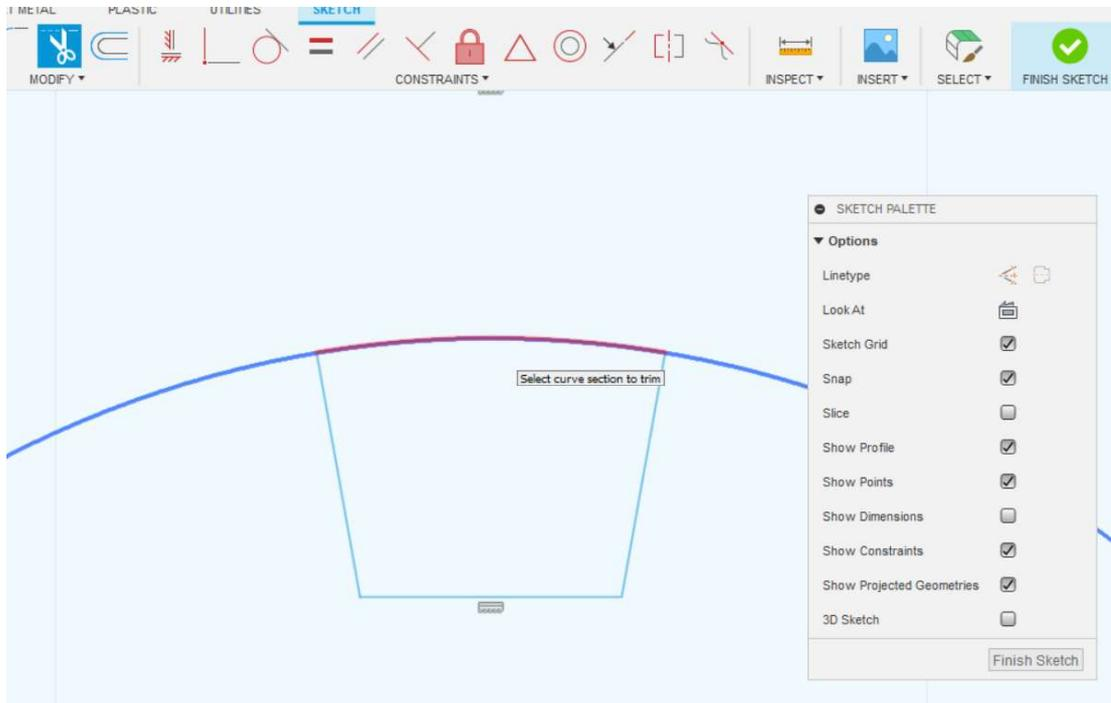 METAL PLASTIC UTILITIES SKETCH
MODIFY ▾ CONSTRAINTS ▾ INSPECT ▾ INSERT ▾ SELECT ▾ FINISH SKETCH
SKETCH PALETTE
▼ Options
Linetype
Look At
Sketch Grid
Snap
Select curve section to trim
Slice
Show Profile
Show Points
Show Dimensions
Show Constraints
Show Projected Geometries
3D Sketch
Finish Sketch